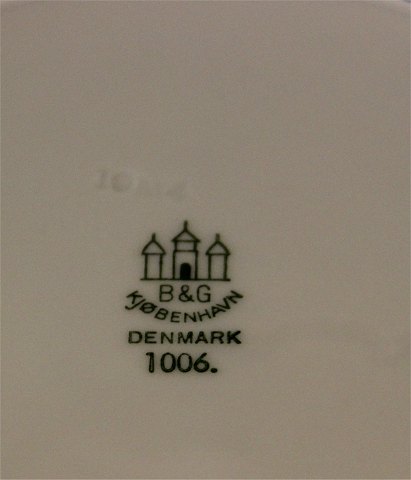 B&G
KJØBENHAVN
DENMARK
1006.